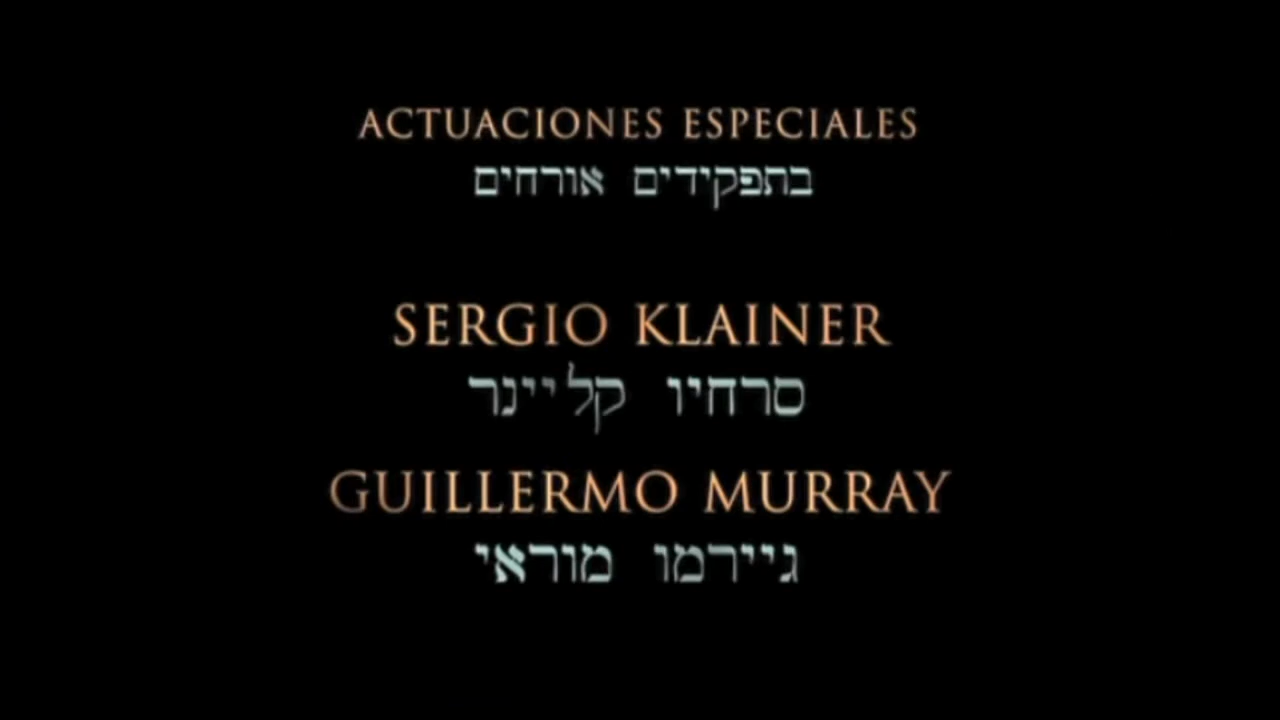 ACTUACIONES ESPECIALES
בתפקידים אורחים
SERGIO KLAINER
סרחיו קליינר
GUILLERMO MURRAY
גיירמו מוראי